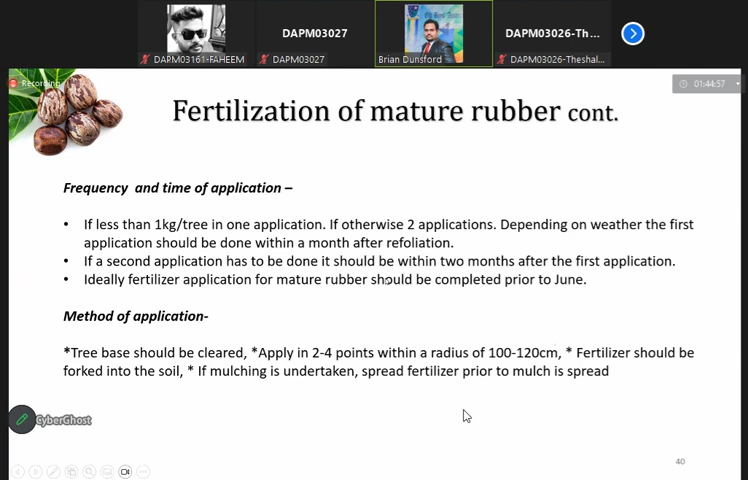 DAPM03027
DAPM03026-Th...
DAPM03161-FAHEEM
DAPM03027
Brian Dunsford
DAPM03026-Theshal...
Recording
01:44:57
Fertilization of mature rubber cont.
Frequency and time of application –
• If less than 1kg/tree in one application. If otherwise 2 applications. Depending on weather the first
application should be done within a month after refoliation.
• If a second application has to be done it should be within two months after the first application.
• Ideally fertilizer application for mature rubber should be completed prior to June.
Method of application-
*Tree base should be cleared, *Apply in 2-4 points within a radius of 100-120cm, * Fertilizer should be
forked into the soil, * If mulching is undertaken, spread fertilizer prior to mulch is spread
CyberGhost
40